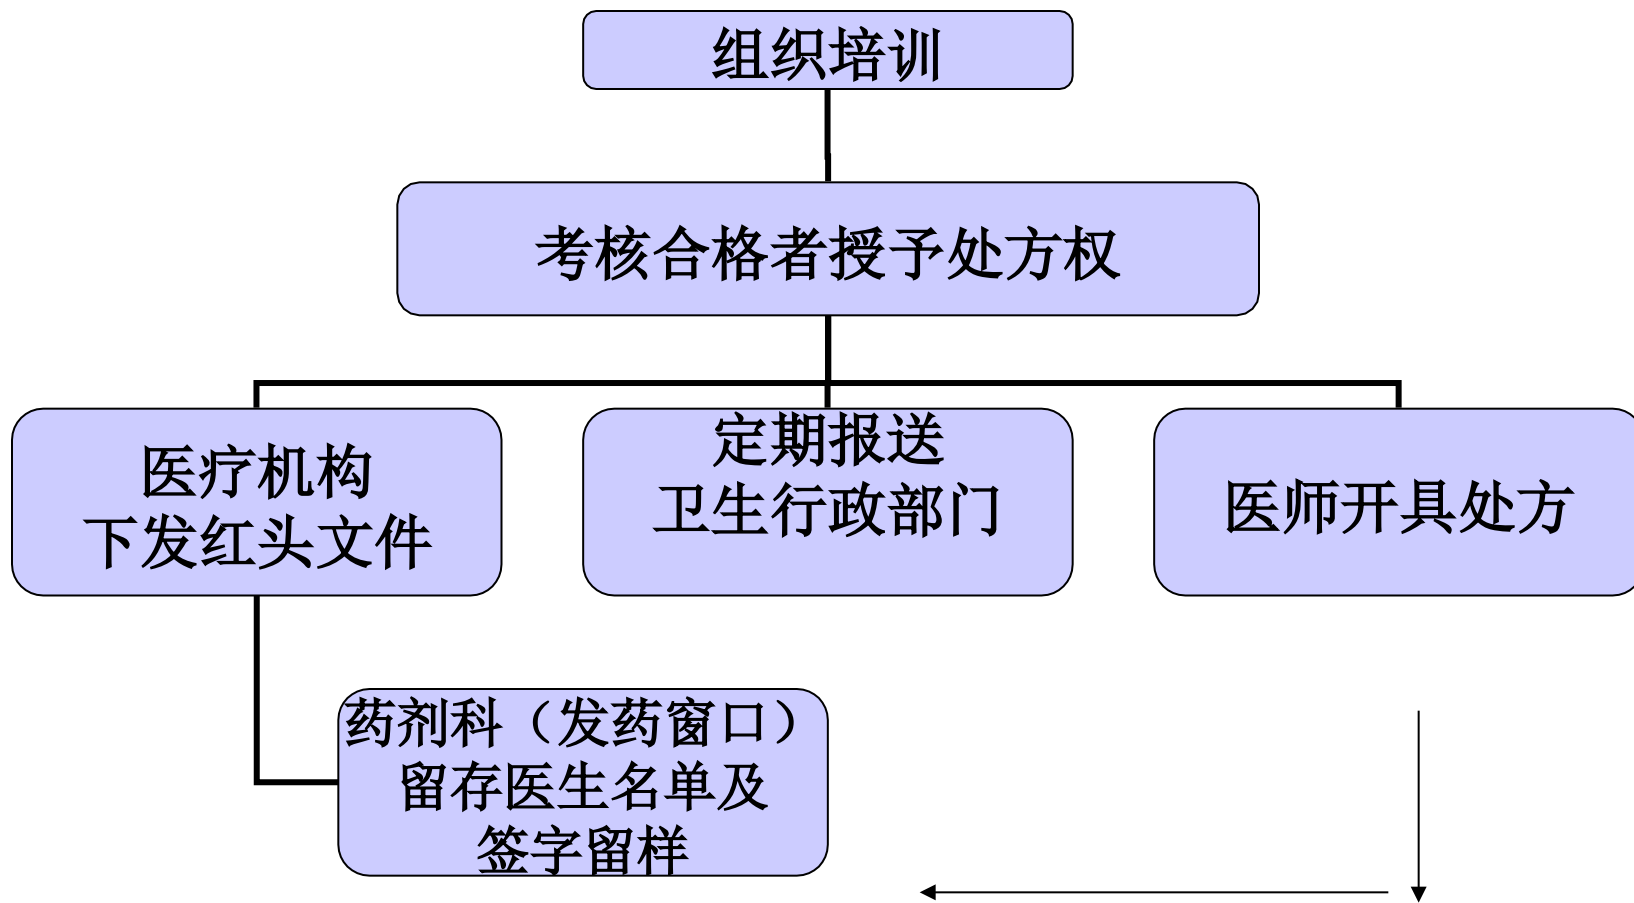 组织培训
考核合格者授予处方权
医疗机构
下发红头文件
定期报送
卫生行政部门
医师开具处方
药剂科（发药窗口）
留存医生名单及
签字留样